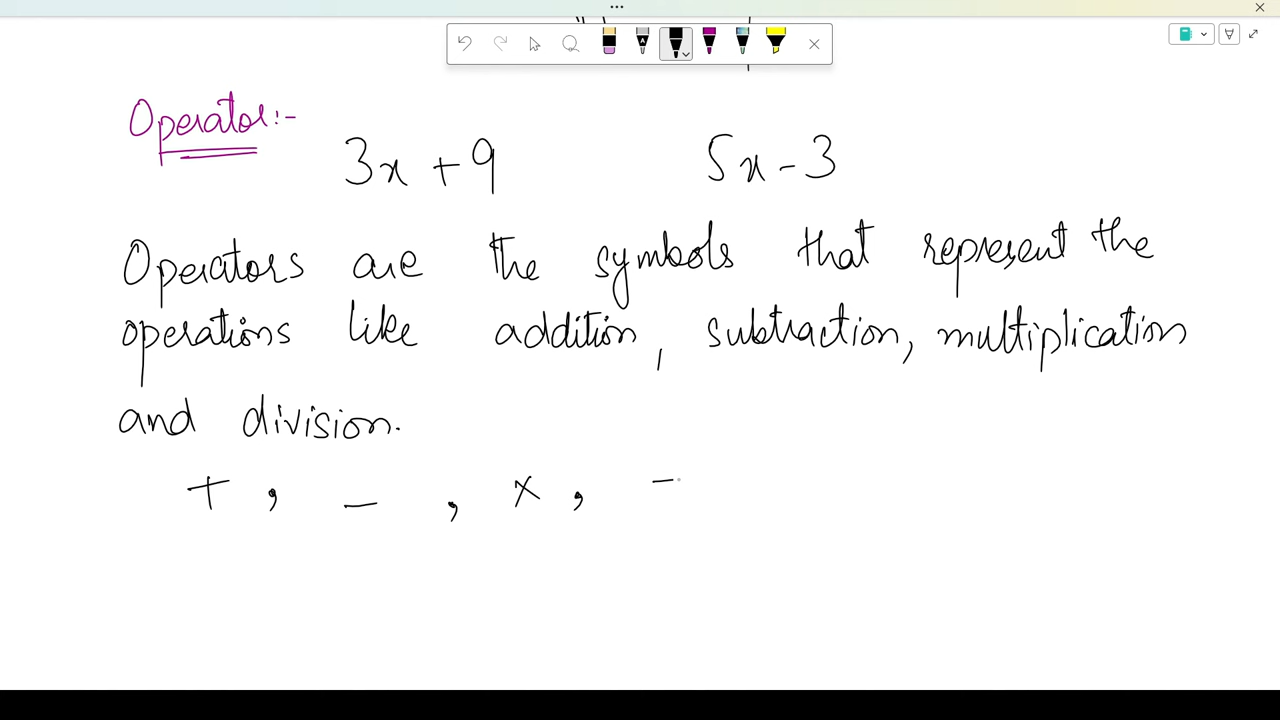 Operator:-
3x + 9 5x - 3
Operators are the symbols that represent the
operations like addition, subtraction, multiplication
and division.
+ , - , × , -